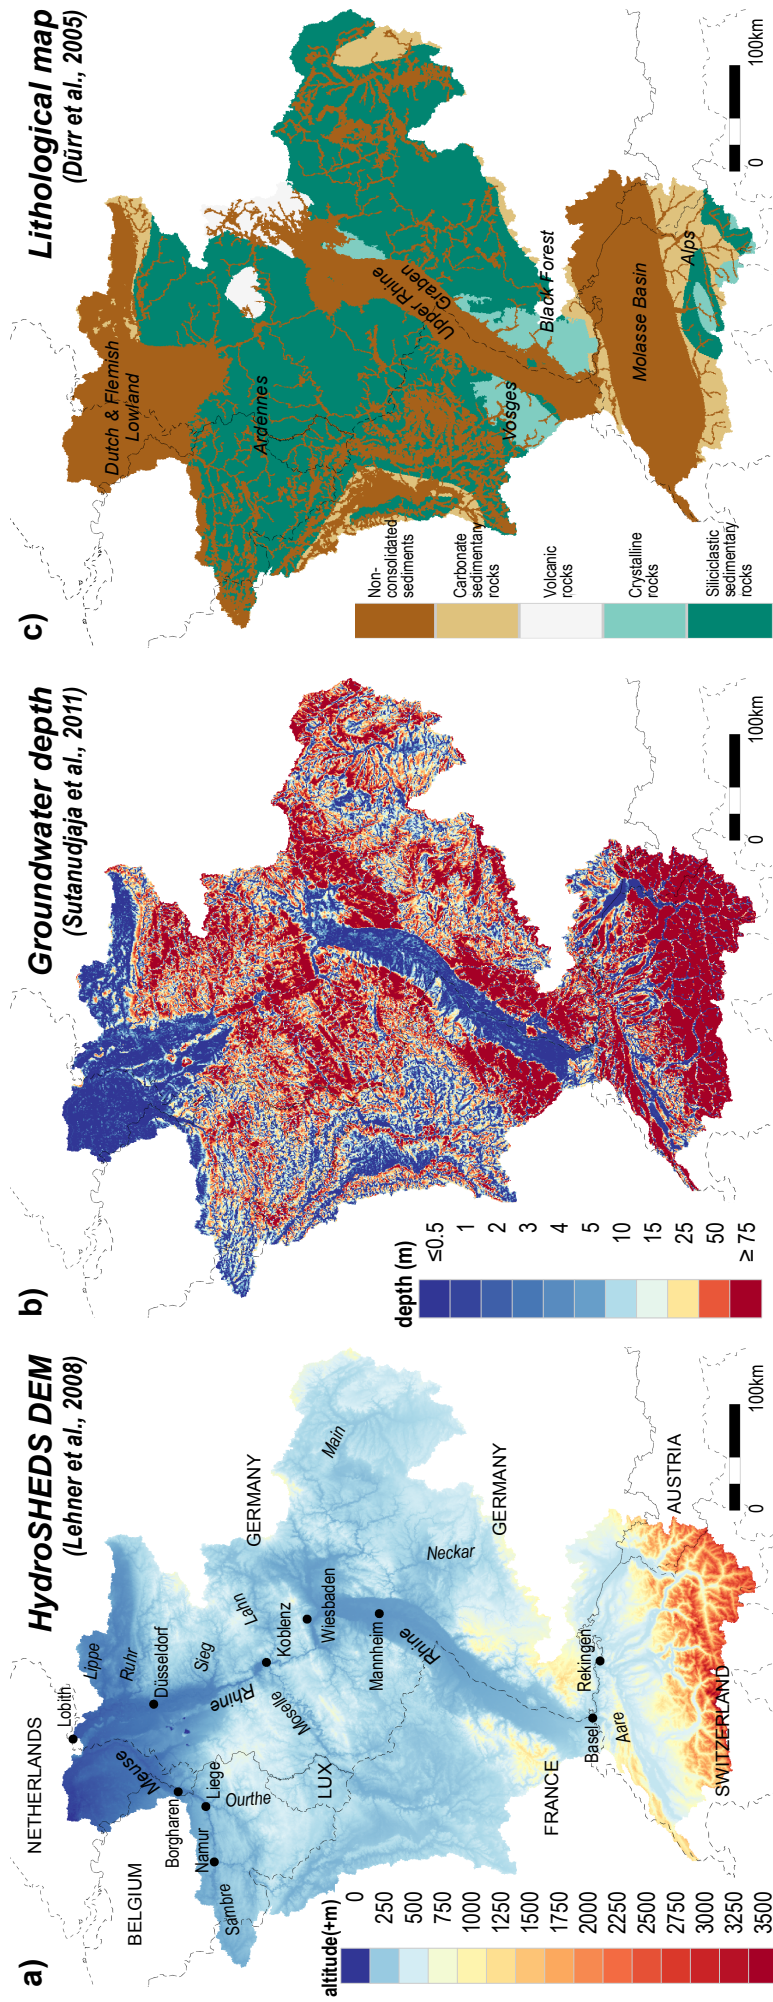 a)
HydroSHEDS DEM
(Lehner et al., 2008)
NETHERLANDS
Lobith
Lippe
Ruhr
Meuse
Düsseldorf
BELGIUM
Borgharen
Liege
Namur
Sambre
Ourthe
Rhine
Sieg
Lahn
GERMANY
Koblenz
Moselle
LUX
Wiesbaden
Main
Mannheim
Rhine
Neckar
GERMANY
FRANCE
Basel
Rekingen
Aare
AUSTRIA
SWITZERLAND
altitude(+m)
0
250
500
750
1000
1250
1500
1750
2000
2250
2500
2750
3000
3250
3500
0
100km
b)
Groundwater depth
(Sutanudjaja et al., 2011)
depth (m)
≤0.5
1
2
3
4
5
10
15
25
50
≥ 75
0
100km
c)
Lithological map
(Dürr et al., 2005)
Dutch & Flemish
Lowland
Ardennes
Upper Rhine
Graben
Vosges
Black Forest
Molasse Basin
Alps
Non-
consolidated
sediments
Carbonate
sedimentary
rocks
Volcanic
rocks
Crystalline
rocks
Siliciclastic
sedimentary
rocks
0
100km